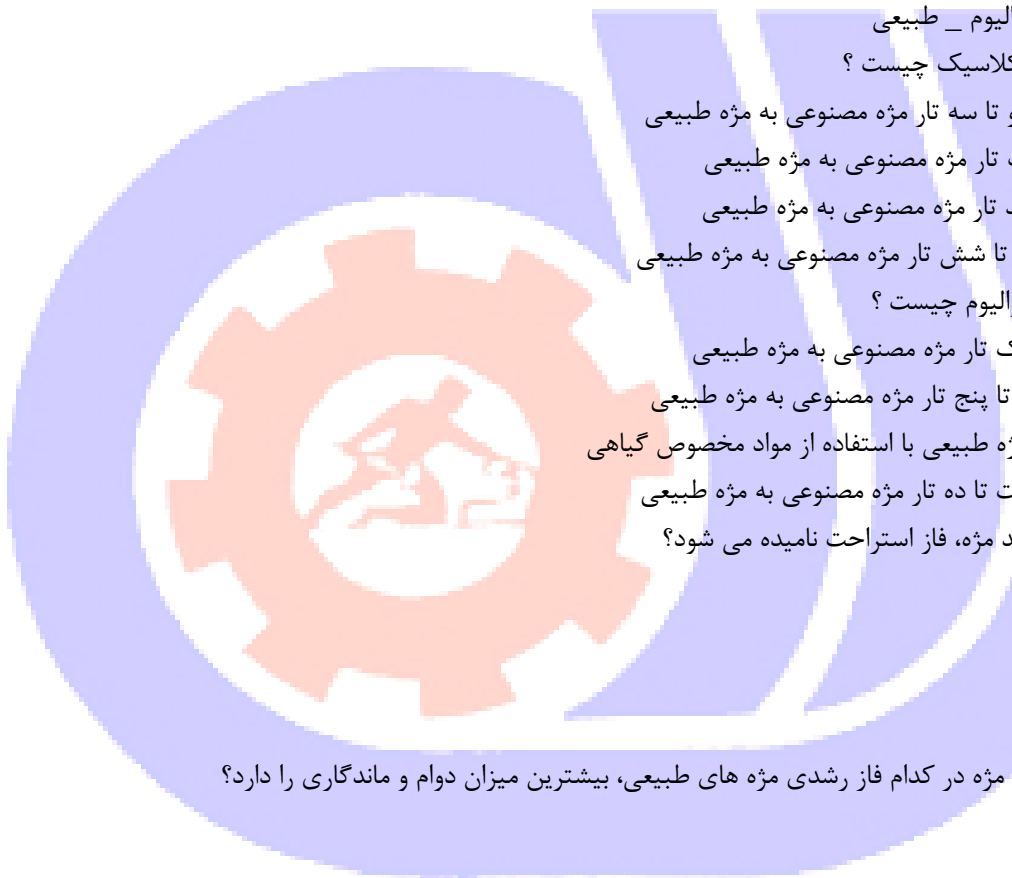 الیوم _ طبیعی
کلاسیک چیست ؟
و تا سه تار مژه مصنوعی به مژه طبیعی
تار مژه مصنوعی به مژه طبیعی
تار مژه مصنوعی به مژه طبیعی
تا شش تار مژه مصنوعی به مژه طبیعی
الیوم چیست ؟
ک تار مژه مصنوعی به مژه طبیعی
تا پنج تار مژه مصنوعی به مژه طبیعی
ژه طبیعی با استفاده از مواد مخصوص گیاهی
ت تا ده تار مژه مصنوعی به مژه طبیعی
د مژه، فاز استراحت نامیده می شود؟
مژه در کدام فاز رشدی مژه های طبیعی، بیشترین میزان دوام و ماندگاری را دارد؟